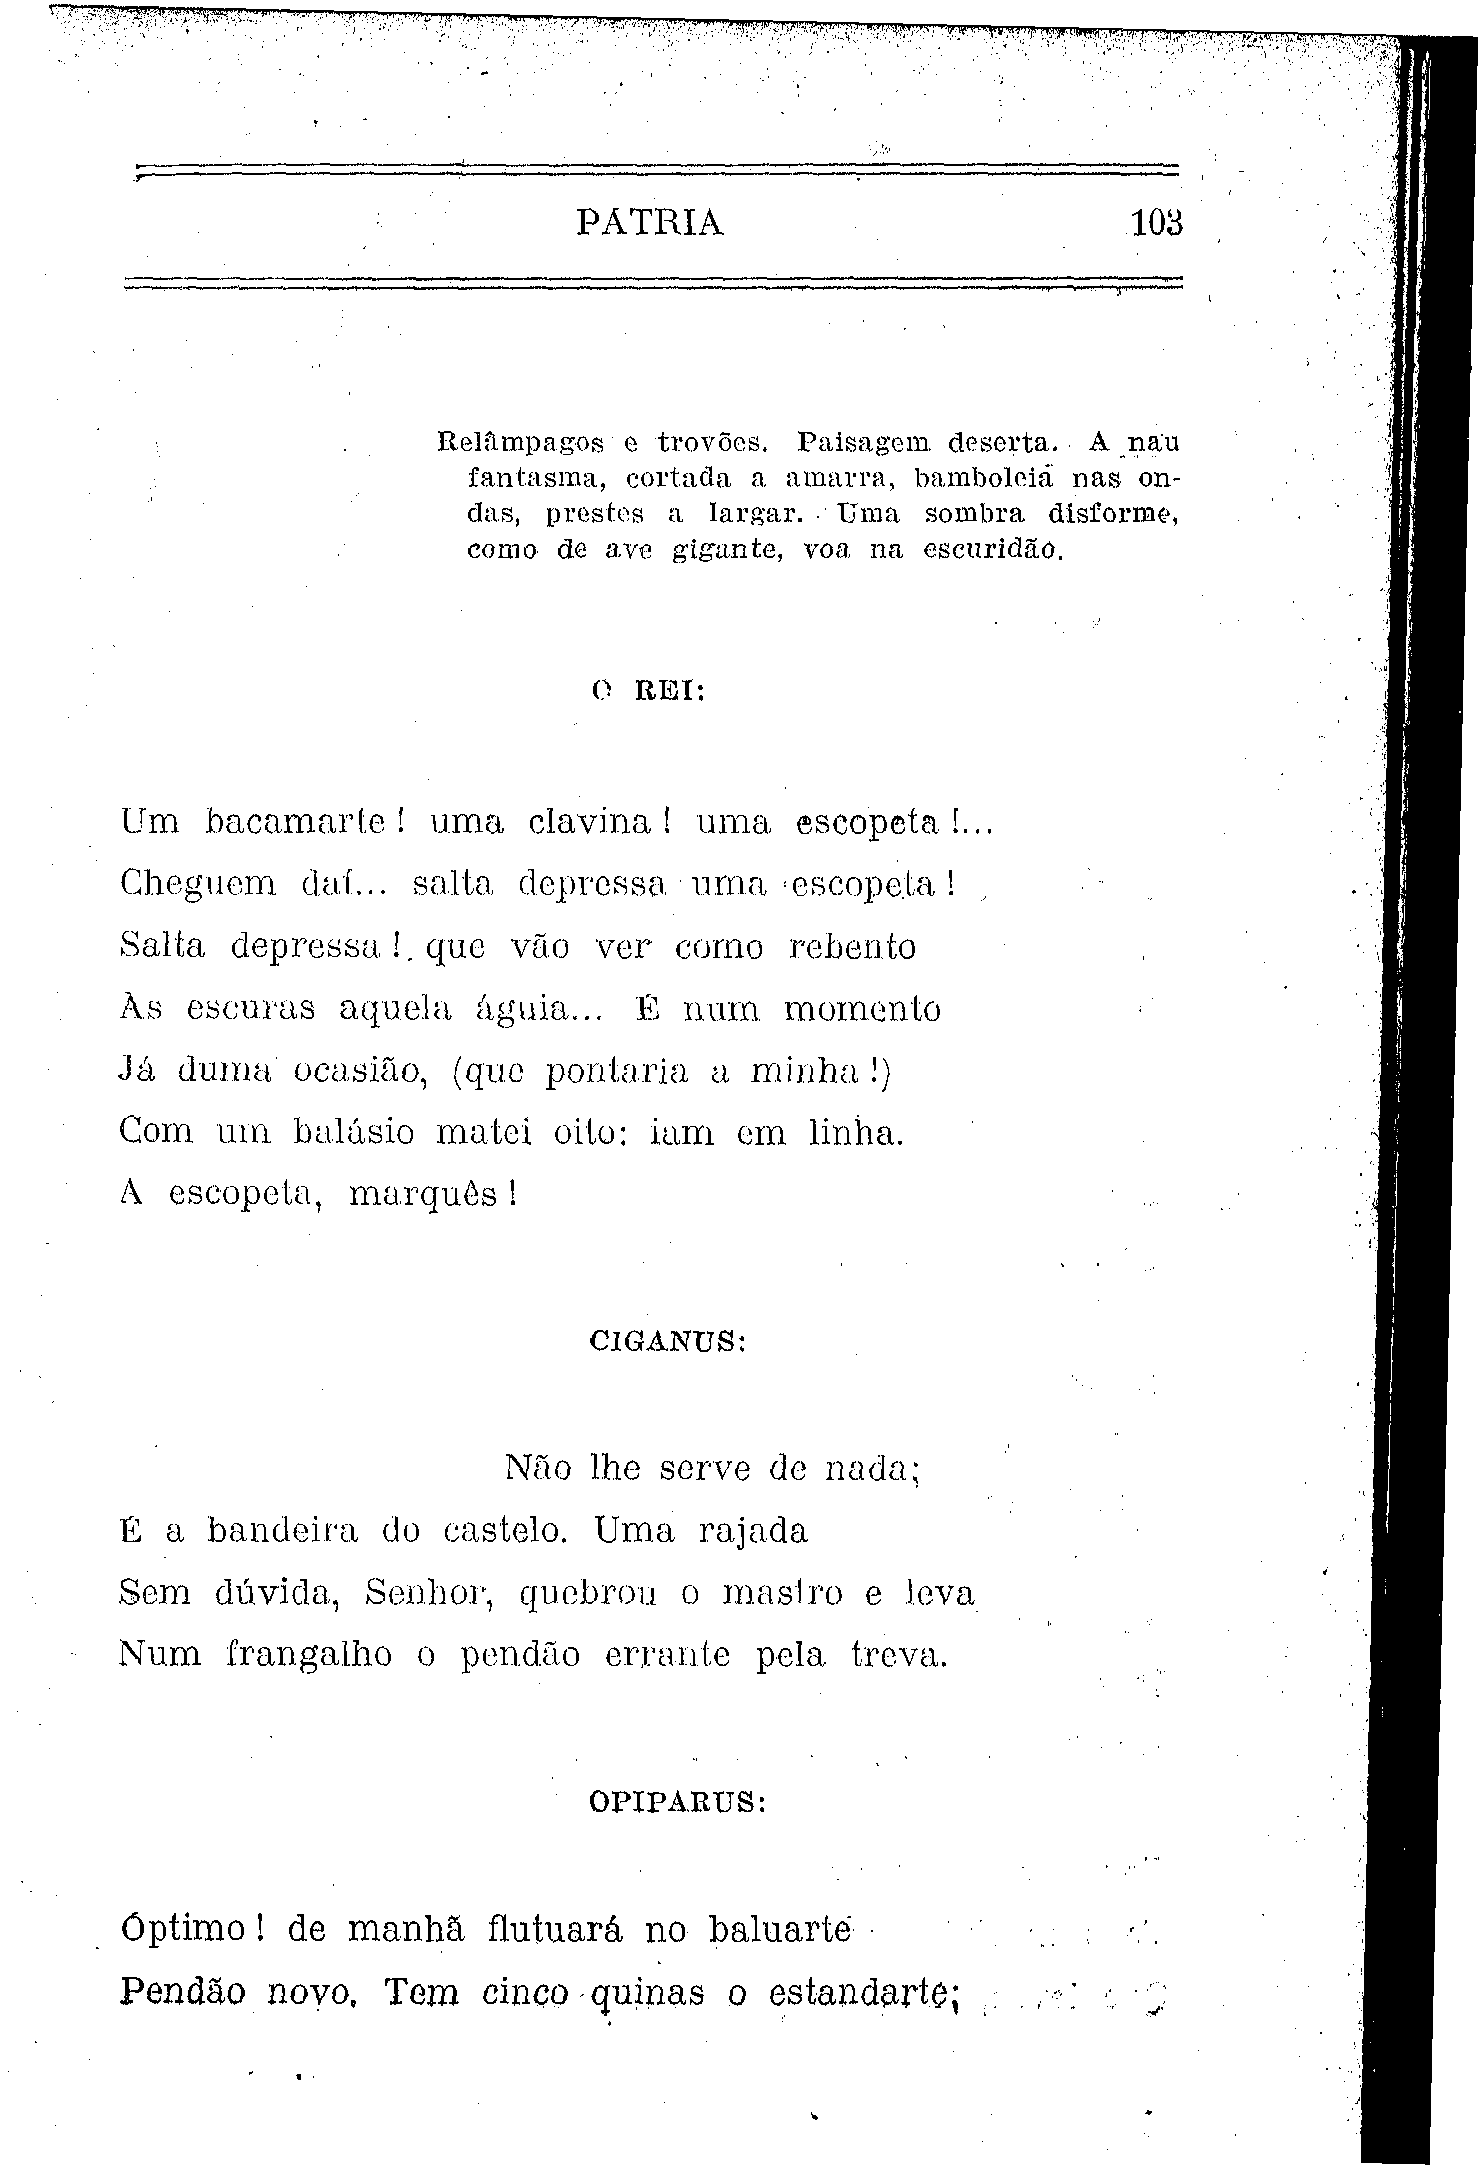 PÁTRIA 103
Relâmpagos e trovões. Paisagem deserta. A nau
fantasma, cortada a amarra, bamboleia nas on-
das, prestes a largar. Uma sombra disforme,
como de ave gigante, voa na escuridão.
O REI:
Um bacamarte! uma clavina! uma escopeta!...
Cheguem daí... salta depressa uma escopeta!
Salta depressa! que vão ver como rebento
Às escuras aquela águia... É num momento
Já duma ocasião, (que pontaria a minha!)
Com um balásio matei oito: iam em linha.
A escopeta, marquês!
CIGANUS:
Não lhe serve de nada;
É a bandeira do castelo. Uma rajada
Sem dúvida, Senhor, quebrou o mastro e leva
Num frangalho o pendão errante pela treva.
OPIPARUS:
Óptimo! de manhã flutuará no baluarte
Pendão novo. Tem cinco quinas o estandarte;